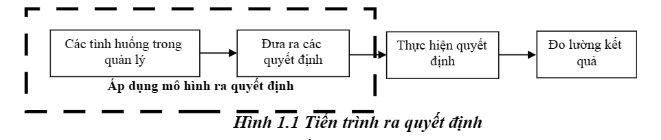 Các tình huống trong
quản lý
Đưa ra các
quyết định
Thực hiện quyết
định
Đo lường kết
quả
Áp dụng mô hình ra quyết định
Hình 1.1 Tiến trình ra quyết định